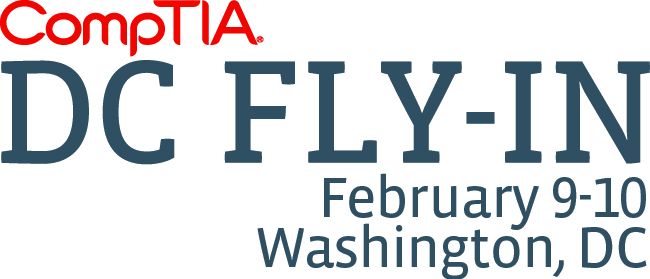 CompTIA®
DC FLY-IN
February 9-10
Washington, DC